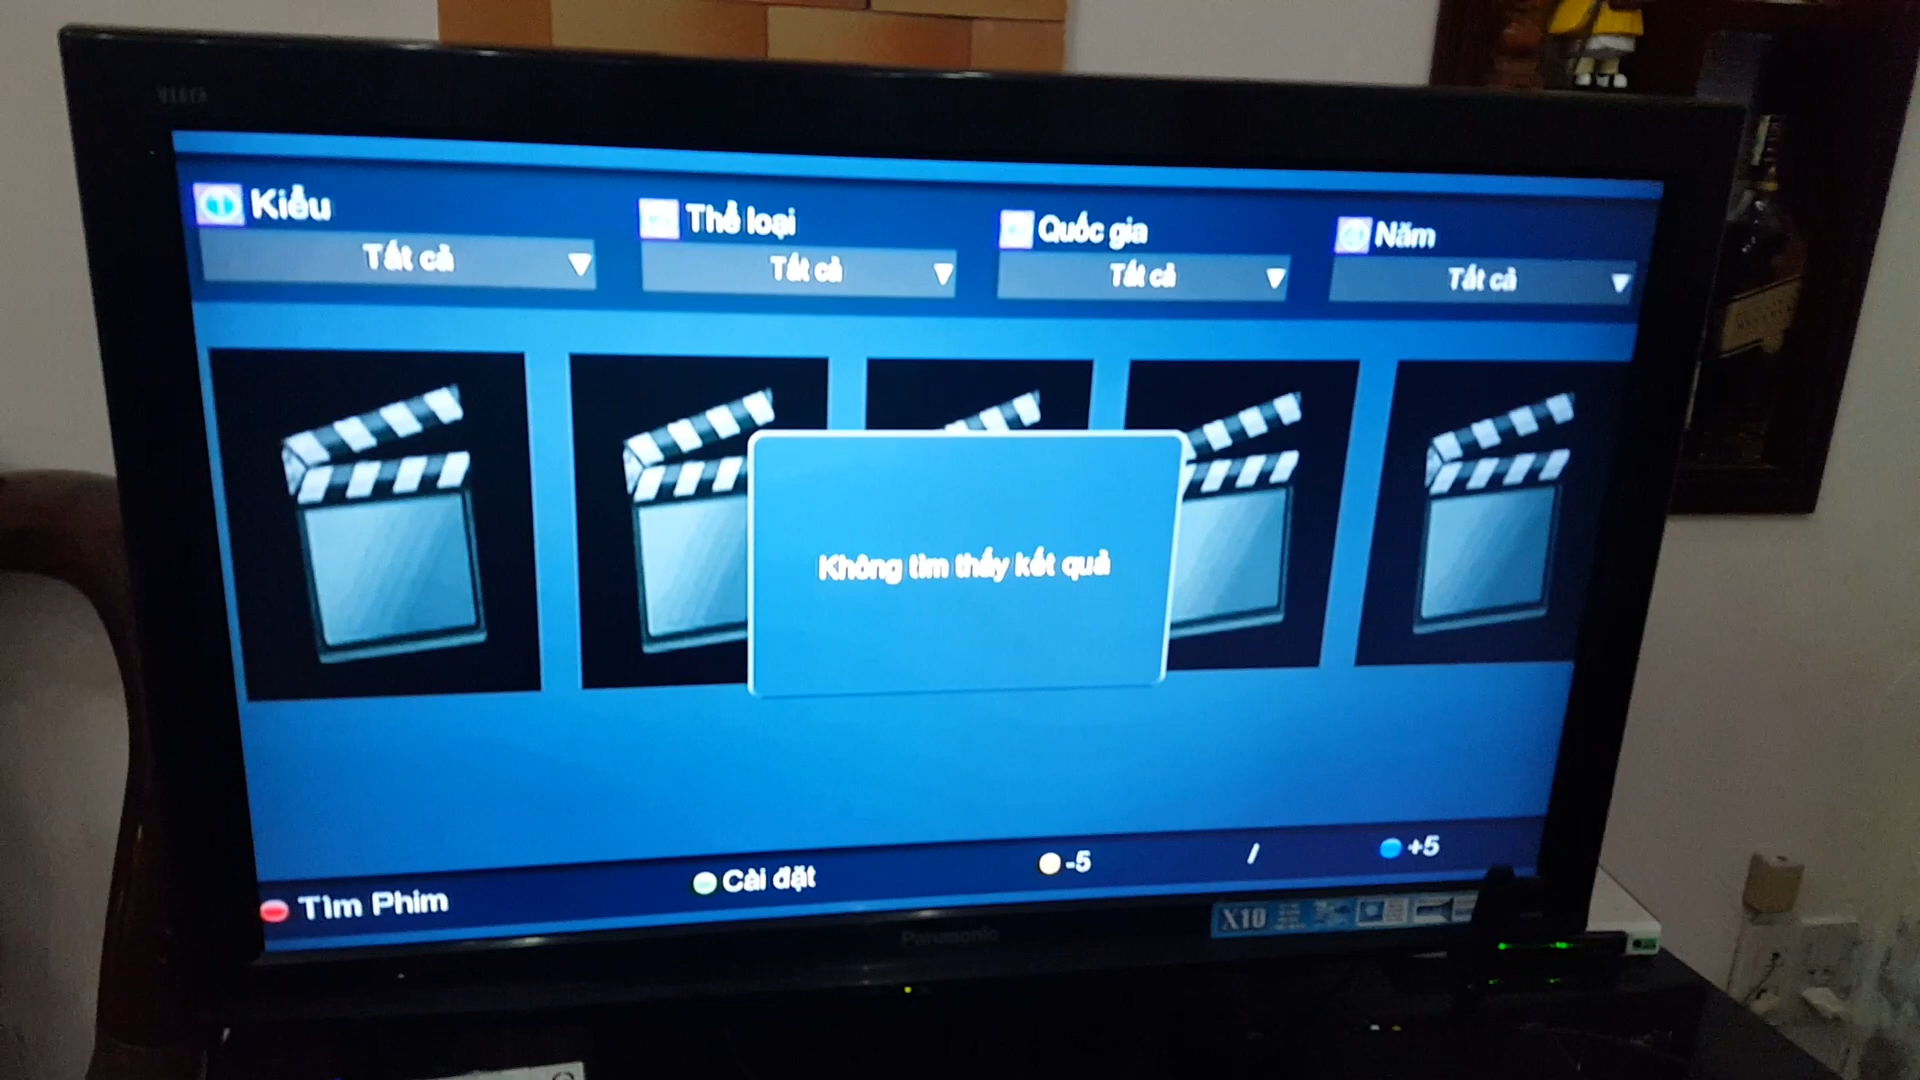 VIERA
Kiểu
Thể loại
Quốc gia
Năm
Tất cả
Tất cả
Tất cả
Tất cả
Không tìm thấy kết quả
Tìm Phim
Cài đặt
-5
/
+5
Panasonic
X10